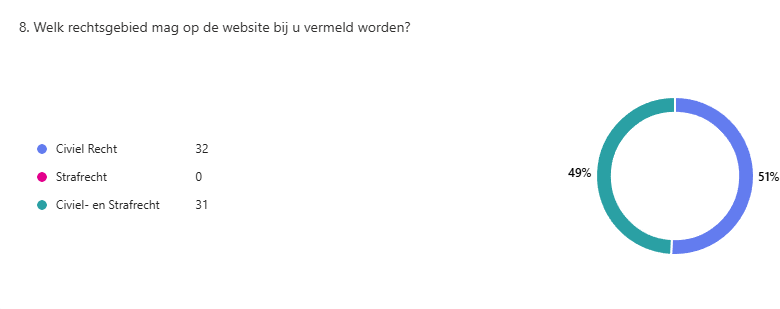 8. Welk rechtsgebied mag op de website bij u vermeld worden?
Civiel Recht 32
Strafrecht 0
Civiel- en Strafrecht 31
49%
51%